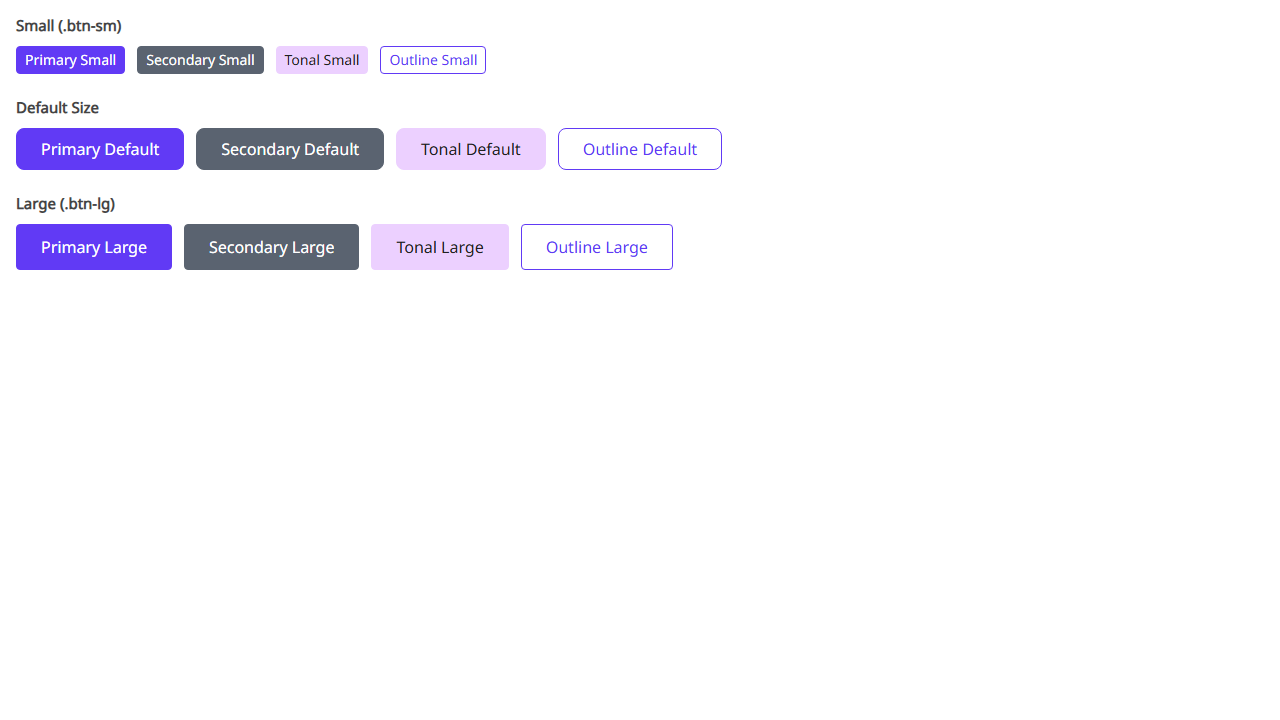 Small (.btn-sm)
Primary Small Secondary Small Tonal Small Outline Small
Default Size
Primary Default Secondary Default Tonal Default Outline Default
Large (.btn-lg)
Primary Large Secondary Large Tonal Large Outline Large